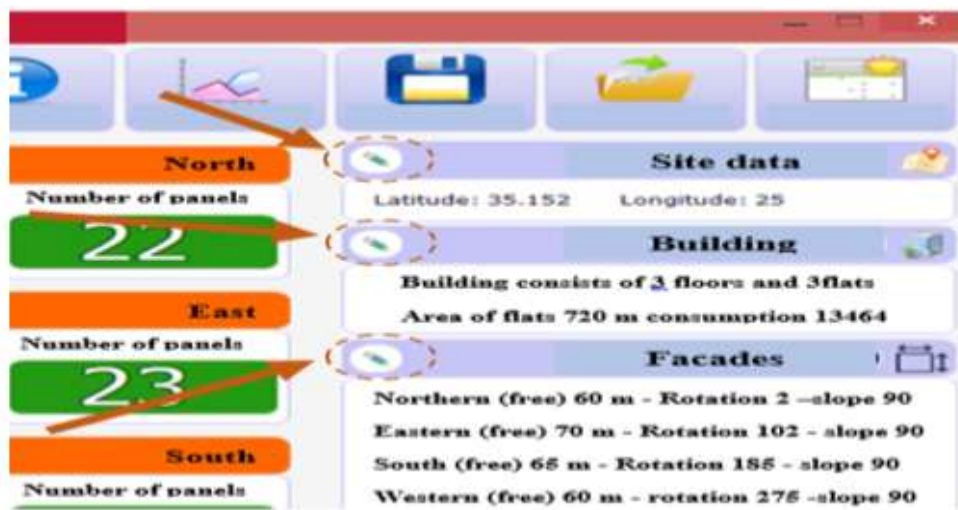 North
Number of panels
22
East
Number of panels
23
South
Number of panels
Site data
Latitude: 35.152 Longitude: 25
Building
Building consists of 3 floors and 3flats
Area of flats 720 m consumption 13464
Facades
Northern (free) 60 m - Rotation 2 –slope 90
Eastern (free) 70 m - Rotation 102 - slope 90
South (free) 65 m - Rotation 185 - slope 90
Western (free) 60 m - rotation 275 -slope 90